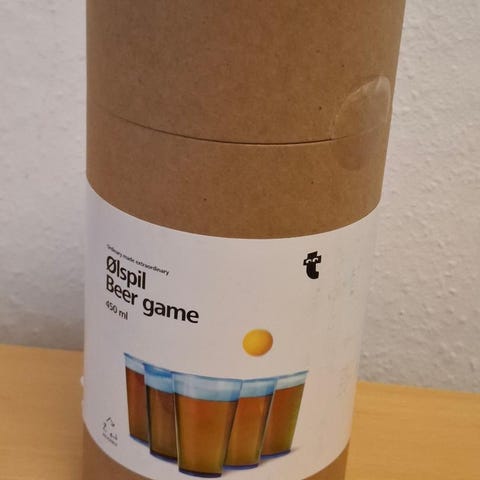 Ordinary made extraordinary
Ølspil
Beer game
450 ml